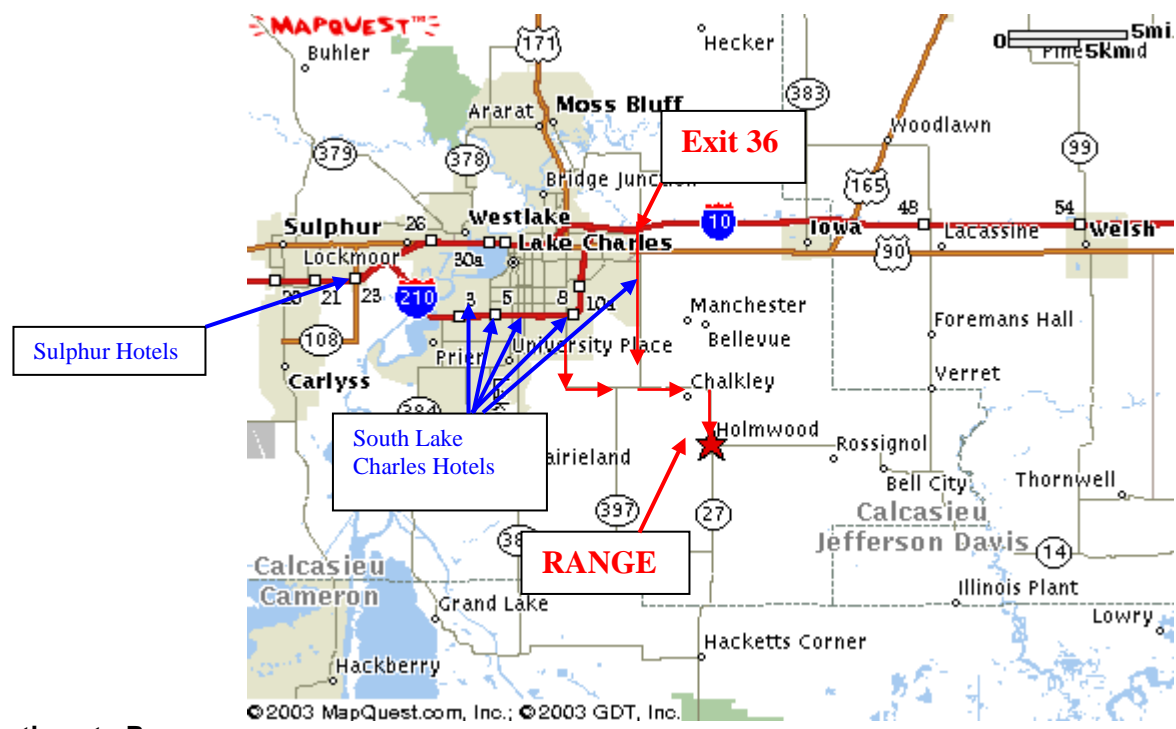 MAPQUEST™
Buhler
171
Hecker
0
5mi
5km
383
Ararat
Moss Bluff
Exit 36
Woodlawn
99
379
378
Bridge Junction
165
Sulphur
26
Westlake
10
Iowa
48
54
Lockmoor
30a
Lake Charles
90
Lacassine
Welsh
20
21
23
210
3
5
8
10a
Manchester
Foremans Hall
Sulphur Hotels
108
Prier
University Place
Bellevue
Carlyss
Chalkley
Verret
384
South Lake
Charles Hotels
Holmwood
Rossignol
airieland
Bell City
Thornwell
397
27
Calcasieu
Jefferson Davis
14
38
RANGE
Calcasieu
Cameron
Illinois Plant
Grand Lake
Lowry
Hacketts Corner
Hackberry
©2003 MapQuest.com, Inc.; ©2003 GDT, Inc.